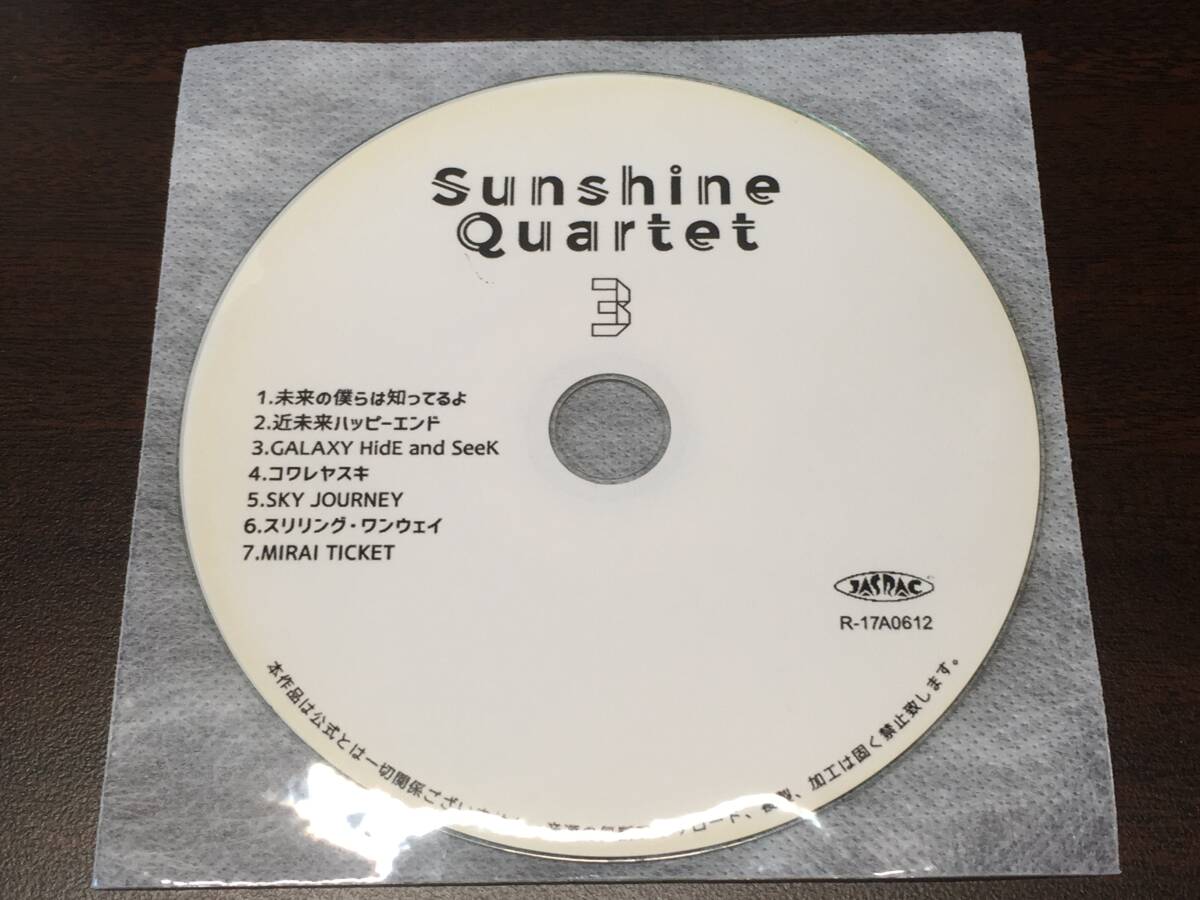 Sunshine
Quartet
3
1.未来の僕らは知ってるよ
2.近未来ハッピーエンド
3.GALAXY HidE and SeeK
4.コワレヤスキ
5.SKY JOURNEY
6.スリリング・ワンウェイ
7.MIRAI TICKET
JASRAC
R-17A0612
本作品は公式とは一切関係ござい 、加工は固く禁止致します。